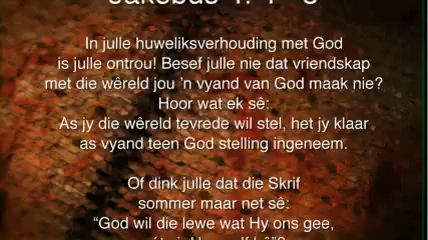 In julle huweliksverhouding met God
is julle ontrou! Besef julle nie dat vriendskap
met die wêreld jou 'n vyand van God maak nie?
Hoor wat ek sê:
As jy die wêreld tevrede wil stel, het jy klaar
as vyand teen God stelling ingeneem.
Of dink julle dat die Skrif
sommer maar net sê:
“God wil die lewe wat Hy ons gee,